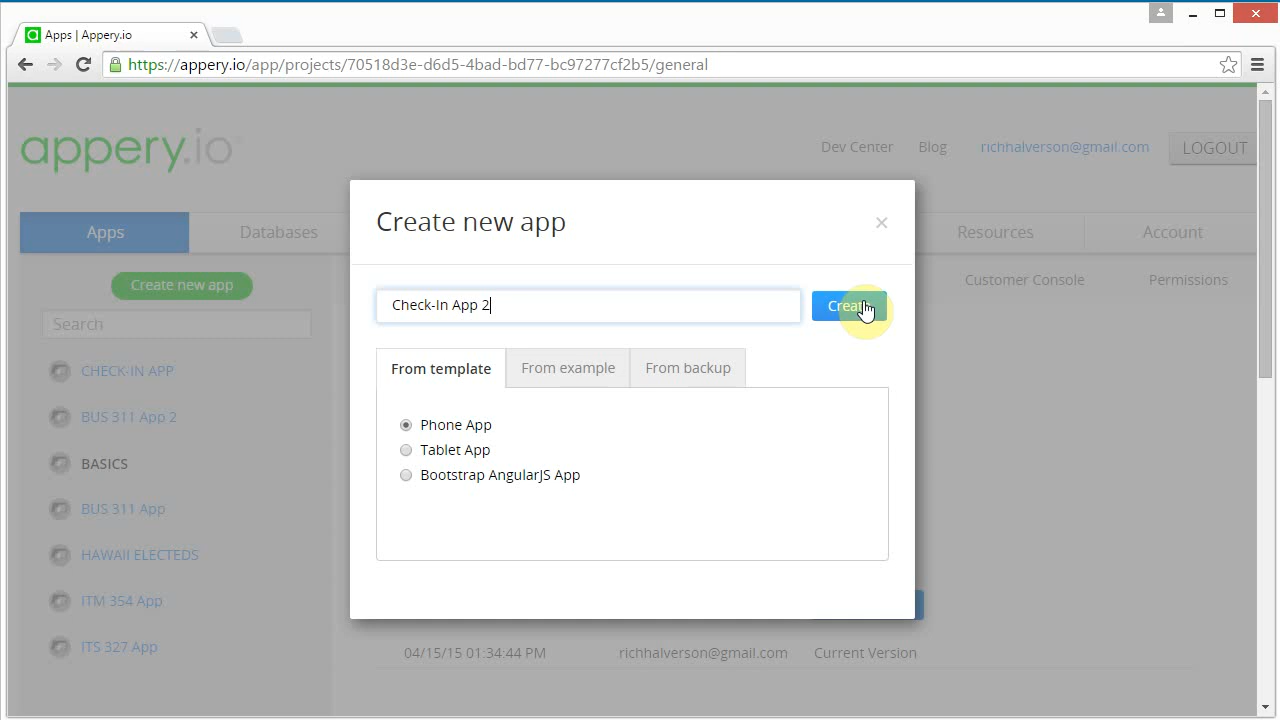 Apps | Appery.io
https://appery.io/app/projects/70518d3e-d6d5-4bad-bd77-bc97277cf2b5/general
appery.io
Dev Center Blog richhalverson@gmail.com LOGOUT
Apps Databases Resources Account
Create new app
Customer Console Permissions
Search
CHECK-IN APP
BUS 311 App 2
BASICS
BUS 311 App
HAWAII ELECTEDS
ITM 354 App
ITS 327 App
Create new app
×
Check-In App 2
Create
From template From example From backup
Phone App
Tablet App
Bootstrap AngularJS App
04/15/15 01:34:44 PM richhalverson@gmail.com Current Version